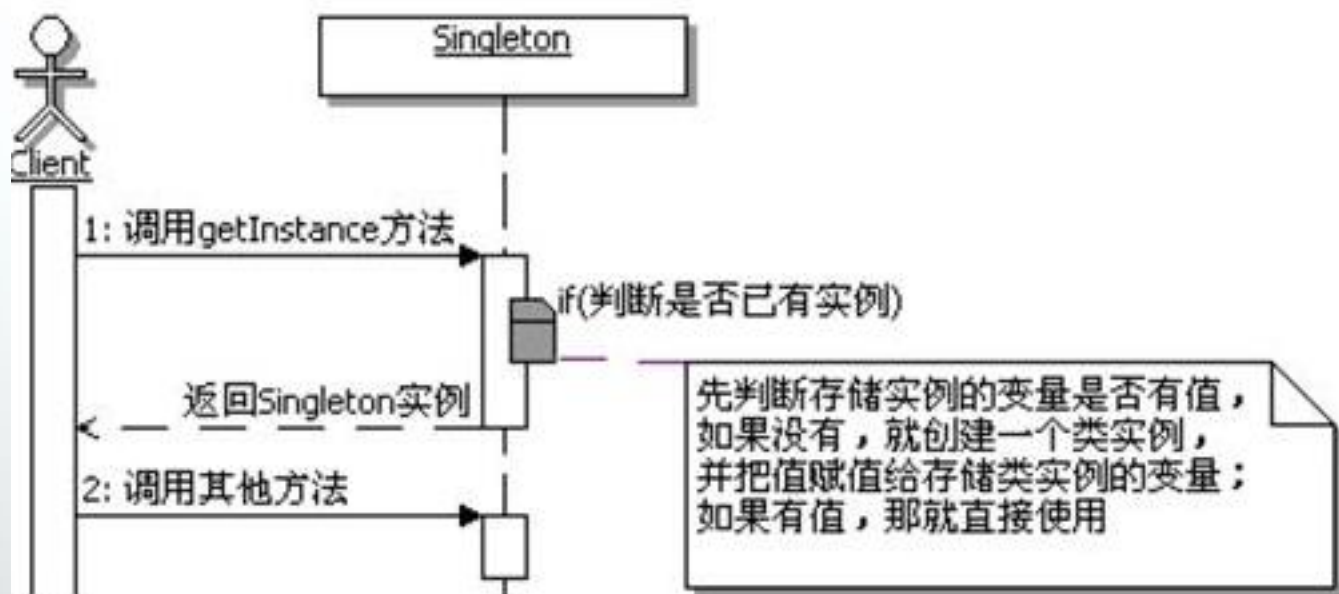 Singleton
Client
1: 调用getInstance方法
if(判断是否已有实例)
返回Singleton实例
先判断存储实例的变量是否有值，
如果没有，就创建一个类实例，
并把值赋值给存储类实例的变量；
如果有值，那就直接使用
2: 调用其他方法